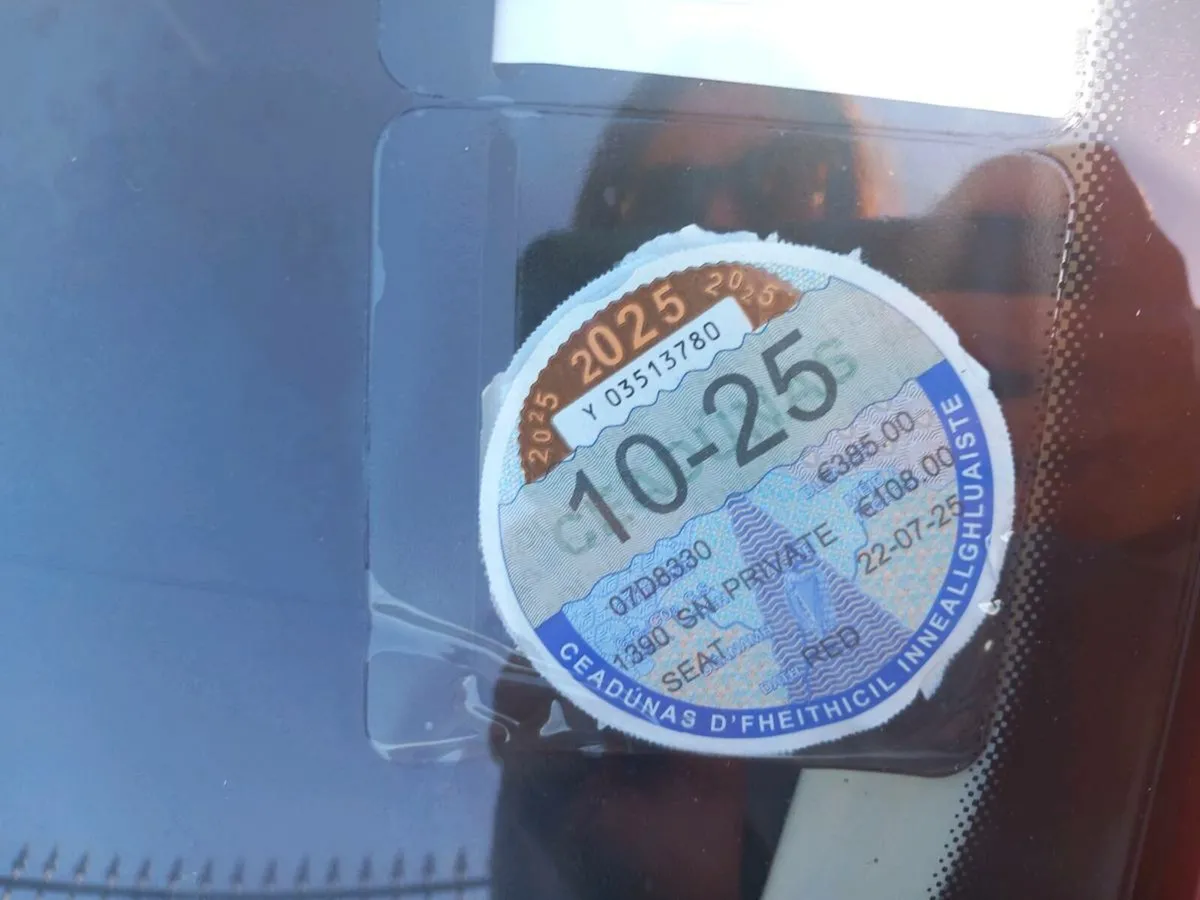 2025 2025 2025
Y 03513780
10-25
€385.00
07D8330 €108.00
1390 SN PRIVATE 22-07-25
SEAT RED
CEADÚNAS D'FHEITHICIL INNEALLGHLUAISTE